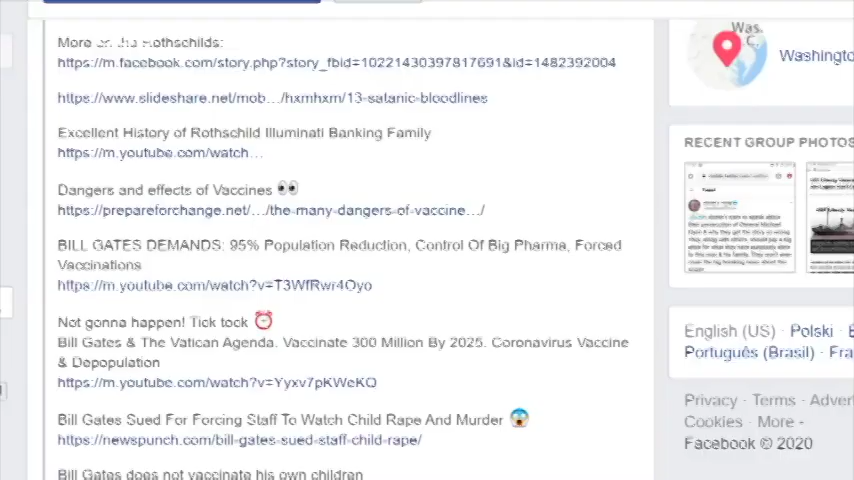 More on the Rothschilds:
https://m.facebook.com/story.php?story_fbid=10221430397817691&id=1482392004
https://www.slideshare.net/mob.../hxmhxm/13-satanic-bloodlines
Excellent History of Rothschild Illuminati Banking Family
https://m.youtube.com/watch...
Dangers and effects of Vaccines 👀
https://prepareforchange.net/.../the-many-dangers-of-vaccine.../
BILL GATES DEMANDS: 95% Population Reduction, Control Of Big Pharma, Forced
Vaccinations
https://m.youtube.com/watch?v=T3WfRwr4Oyo
Not gonna happen! Tick tock ⏰
Bill Gates & The Vatican Agenda. Vaccinate 300 Million By 2025. Coronavirus Vaccine
& Depopulation
https://m.youtube.com/watch?v=Yyxv7pKWeKQ
Bill Gates Sued For Forcing Staff To Watch Child Rape And Murder 😱
https://newspunch.com/bill-gates-sued-staff-child-rape/
Bill Gates does not vaccinate his own children
Was.
Washingto
RECENT GROUP PHOTOS
English (US) · Polski ·
Português (Brasil) · Fra
Privacy · Terms · Adver
Cookies · More -
Facebook © 2020